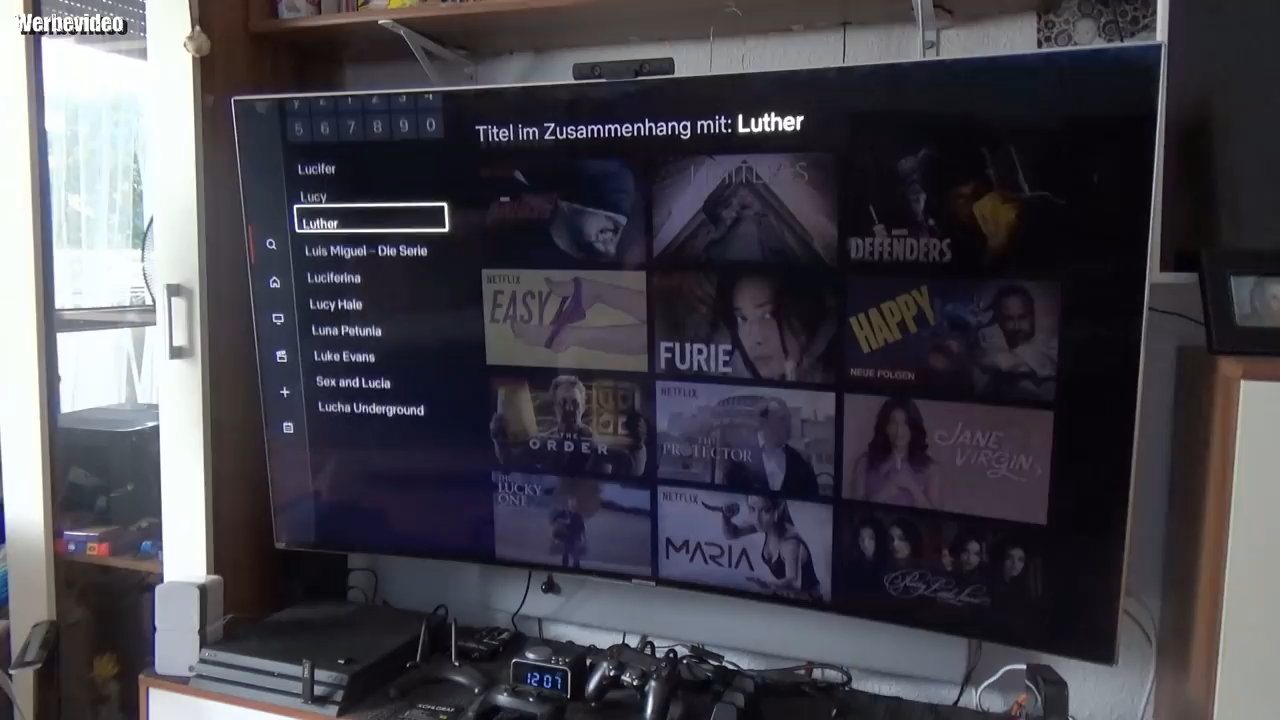 Werbevideo
5 6 7 8 9 0
Titel im Zusammenhang mit: Luther
Lucifer
Lucy
Luther
Luis Miguel – Die Serie
Luciferina
Lucy Hale
Luna Petunia
Luke Evans
Sex and Lucia
Lucha Underground
DEFENDERS
NETFLIX
EASY
FURIE
HAPPY
NEUE FOLGEN
THE
ORDER
NETFLIX
THE
PROTECTOR
JANE
VIRGIN
THE
LUCKY
ONE
NETFLIX
MARIA
12:07